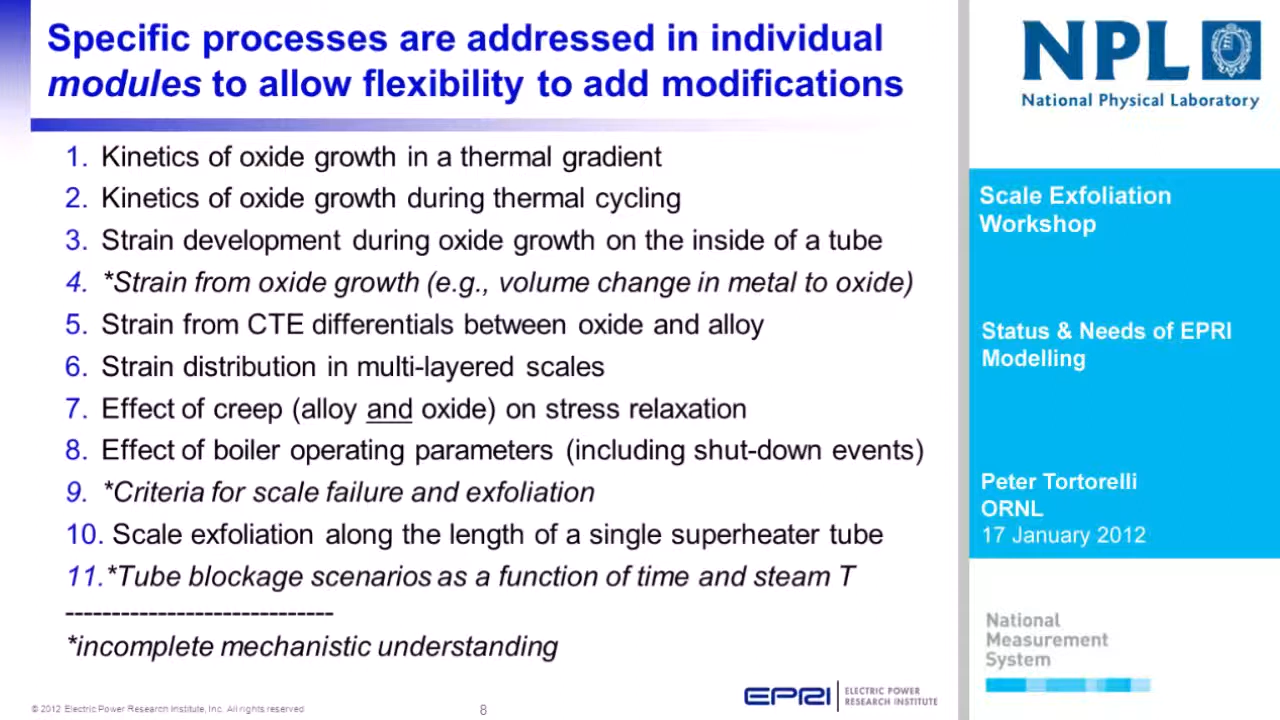 Specific processes are addressed in individual
modules to allow flexibility to add modifications
1. Kinetics of oxide growth in a thermal gradient
2. Kinetics of oxide growth during thermal cycling
3. Strain development during oxide growth on the inside of a tube
4. *Strain from oxide growth (e.g., volume change in metal to oxide)
5. Strain from CTE differentials between oxide and alloy
6. Strain distribution in multi-layered scales
7. Effect of creep (alloy and oxide) on stress relaxation
8. Effect of boiler operating parameters (including shut-down events)
9. *Criteria for scale failure and exfoliation
10. Scale exfoliation along the length of a single superheater tube
11. *Tube blockage scenarios as a function of time and steam T
-----------------------------
*incomplete mechanistic understanding
© 2012 Electric Power Research Institute, Inc. All rights reserved
8
EPRI
ELECTRIC POWER
RESEARCH INSTITUTE
NPL
National Physical Laboratory
Scale Exfoliation
Workshop
Status & Needs of EPRI
Modelling
Peter Tortorelli
ORNL
17 January 2012
National
Measurement
System